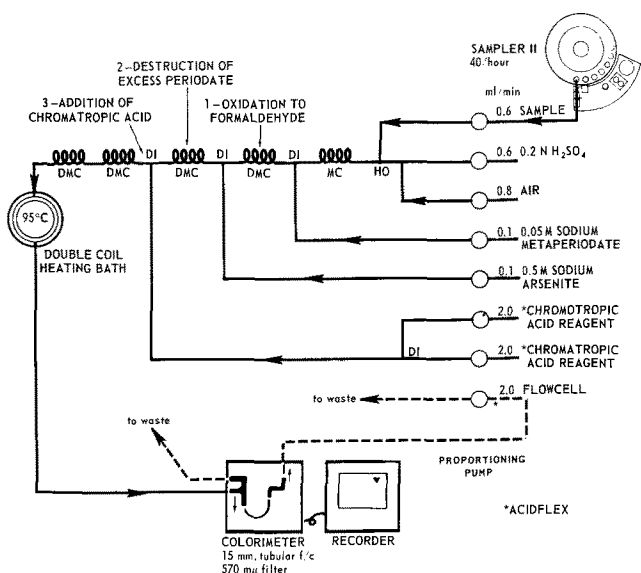 SAMPLER II
40/hour
2-DESTRUCTION OF
EXCESS PERIODATE
3-ADDITION OF
CHROMATROPIC ACID
1-OXIDATION TO
FORMALDEHYDE
ml/min
0.6 SAMPLE
DI
DI
DI
DMC
DMC
DMC
DMC
MC
HO
0.6 0.2 N H₂SO₄
0.8 AIR
95°C
DOUBLE COIL
HEATING BATH
0.1 0.05 M SODIUM
METAPERIODATE
0.1 0.5 M SODIUM
ARSENITE
2.0 *CHROMOTROPIC
ACID REAGENT
DI
2.0 *CHROMATROPIC
ACID REAGENT
to waste
2.0 FLOWCELL
*
to waste
PROPORTIONING
PUMP
*ACIDFLEX
COLORIMETER
15 mm, tubular f/c
570 mµ filter
RECORDER